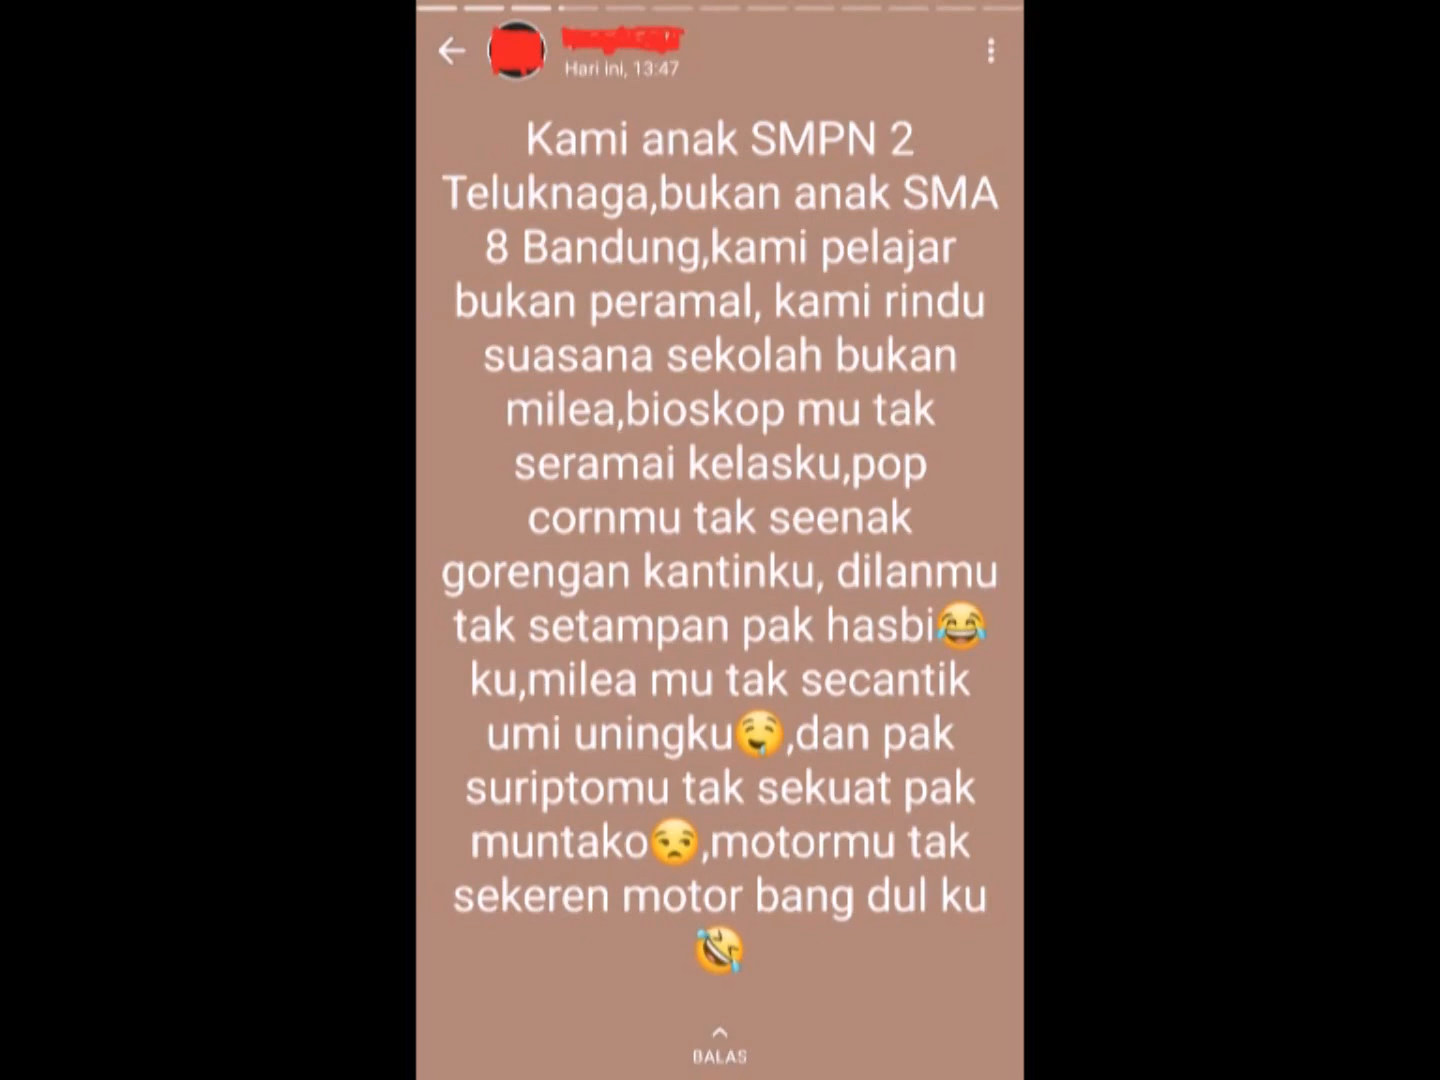 Hari ini, 13:47
Kami anak SMPN 2
Teluknaga,bukan anak SMA
8 Bandung,kami pelajar
bukan peramal, kami rindu
suasana sekolah bukan
milea,bioskop mu tak
seramai kelasku,pop
cornmu tak seenak
gorengan kantinku, dilanmu
tak setampan pak hasbi😂
ku,milea mu tak secantik
umi uningku🤤,dan pak
suriptomu tak sekuat pak
muntako😒,motormu tak
sekeren motor bang dul ku
🤣
BALAS